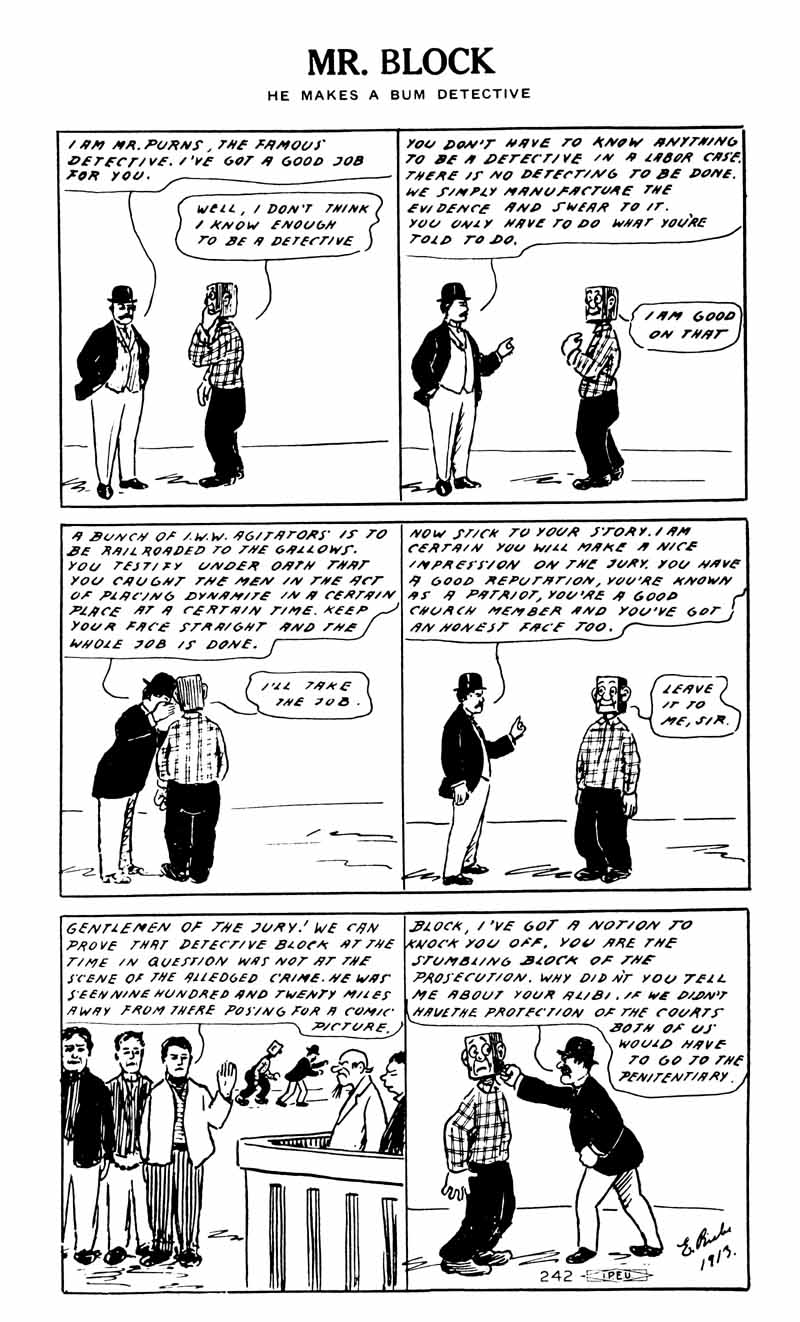 MR. BLOCK
HE MAKES A BUM DETECTIVE
I AM MR. PURNS, THE FAMOUS
DETECTIVE. I'VE GOT A GOOD JOB
FOR YOU.
WELL, I DON'T THINK
I KNOW ENOUGH
TO BE A DETECTIVE
YOU DON'T HAVE TO KNOW ANYTHING
TO BE A DETECTIVE IN A LABOR CASE.
THERE IS NO DETECTING TO BE DONE.
WE SIMPLY MANUFACTURE THE
EVIDENCE AND SWEAR TO IT.
YOU ONLY HAVE TO DO WHAT YOU'RE
TOLD TO DO.
I AM GOOD
ON THAT
A BUNCH OF I.W.W. AGITATORS IS TO
BE RAILROADED TO THE GALLOWS.
YOU TESTIFY UNDER OATH THAT
YOU CAUGHT THE MEN IN THE ACT
OF PLACING DYNAMITE IN A CERTAIN
PLACE AT A CERTAIN TIME. KEEP
YOUR FACE STRAIGHT AND THE
WHOLE JOB IS DONE.
I'LL TAKE
THE JOB.
NOW STICK TO YOUR STORY. I AM
CERTAIN YOU WILL MAKE A NICE
IMPRESSION ON THE JURY. YOU HAVE
A GOOD REPUTATION, YOU'RE KNOWN
AS A PATRIOT, YOU'RE A GOOD
CHURCH MEMBER AND YOU'VE GOT
AN HONEST FACE TOO.
LEAVE
IT TO
ME, SIR.
GENTLEMEN OF THE JURY! WE CAN
PROVE THAT DETECTIVE BLOCK AT THE
TIME IN QUESTION WAS NOT AT THE
SCENE OF THE ALLEDGED CRIME. HE WAS
SEEN NINE HUNDRED AND TWENTY MILES
AWAY FROM THERE POSING FOR A COMIC
PICTURE.
BLOCK, I'VE GOT A NOTION TO
KNOCK YOU OFF. YOU ARE THE
STUMBLING BLOCK OF THE
PROSECUTION. WHY DIDN'T YOU TELL
ME ABOUT YOUR ALIBI. IF WE DIDN'T
HAVE THE PROTECTION OF THE COURTS
BOTH OF US
WOULD HAVE
TO GO TO THE
PENITENTIARY.
E. Riebe
1913.
242 IPEU